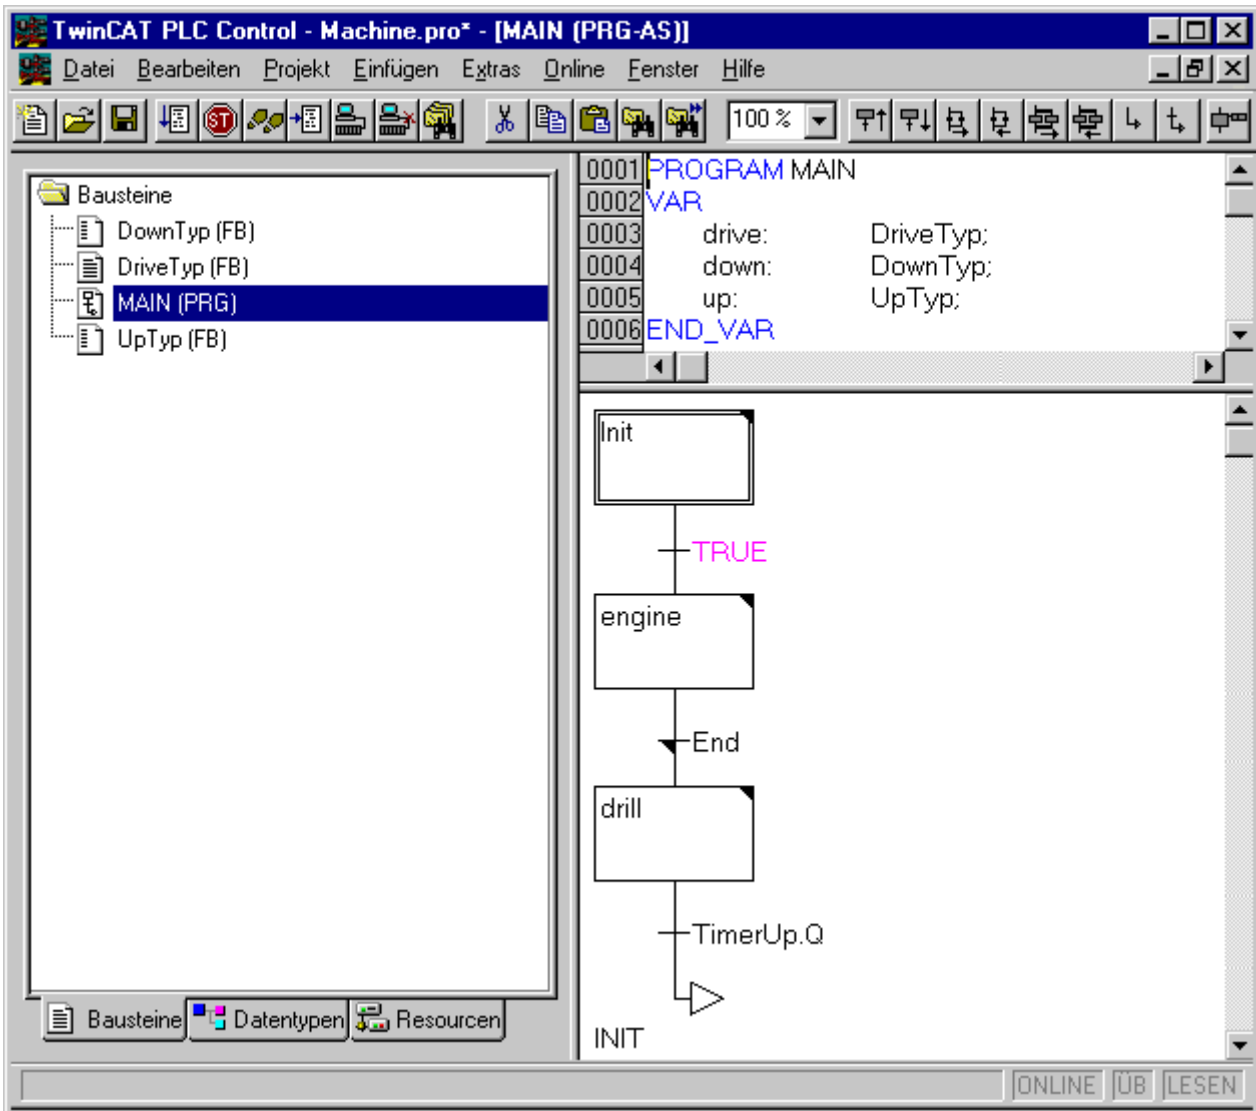 TwinCAT PLC Control - Machine.pro* - [MAIN (PRG-AS)]
Datei Bearbeiten Projekt Einfügen Extras Online Fenster Hilfe
ST 100 %
Bausteine
DownTyp (FB)
DriveTyp (FB)
MAIN (PRG)
UpTyp (FB)
Bausteine Datentypen Resourcen
0001 PROGRAM MAIN
0002 VAR
0003 drive: DriveTyp;
0004 down: DownTyp;
0005 up: UpTyp;
0006 END_VAR
Init
TRUE
engine
End
drill
TimerUp.Q
INIT
ONLINE ÜB LESEN